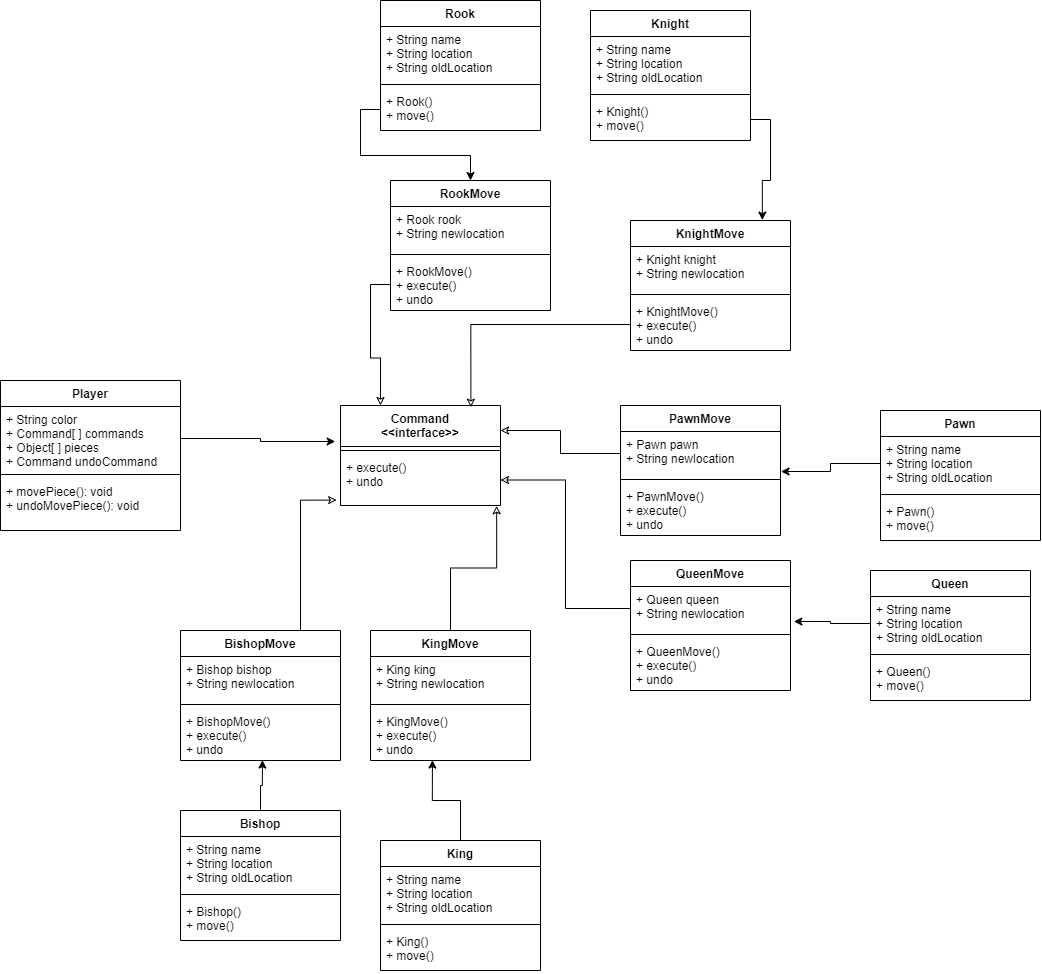 Rook
+ String name
+ String location
+ String oldLocation
+ Rook()
+ move()
Knight
+ String name
+ String location
+ String oldLocation
+ Knight()
+ move()
RookMove
+ Rook rook
+ String newlocation
+ RookMove()
+ execute()
+ undo
KnightMove
+ Knight knight
+ String newlocation
+ KnightMove()
+ execute()
+ undo
Player
+ String color
+ Command[ ] commands
+ Object[ ] pieces
+ Command undoCommand
+ movePiece(): void
+ undoMovePiece(): void
Command
<<interface>>
+ execute()
+ undo
PawnMove
+ Pawn pawn
+ String newlocation
+ PawnMove()
+ execute()
+ undo
Pawn
+ String name
+ String location
+ String oldLocation
+ Pawn()
+ move()
QueenMove
+ Queen queen
+ String newlocation
+ QueenMove()
+ execute()
+ undo
Queen
+ String name
+ String location
+ String oldLocation
+ Queen()
+ move()
BishopMove
+ Bishop bishop
+ String newlocation
+ BishopMove()
+ execute()
+ undo
KingMove
+ King king
+ String newlocation
+ KingMove()
+ execute()
+ undo
Bishop
+ String name
+ String location
+ String oldLocation
+ Bishop()
+ move()
King
+ String name
+ String location
+ String oldLocation
+ King()
+ move()